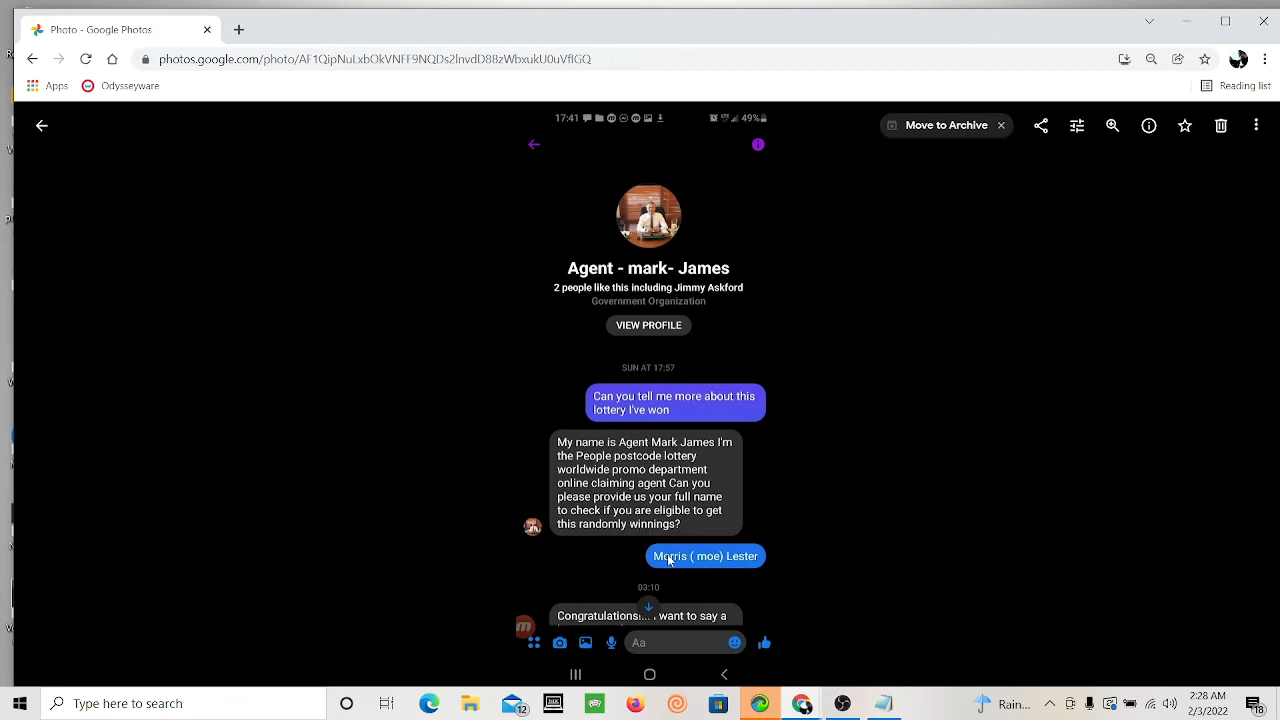 Photo - Google Photos
photos.google.com/photo/AF1QipNuLxbOkVNFF9NQDs2lnvdD8BzWbxubIl0uVflGQ
Apps
Odysseyware
Reading list
17:41
49%
Move to Archive
Agent - mark- James
2 people like this including Jimmy Askford
Government Organization
VIEW PROFILE
SUN AT 17:57
Can you tell me more about this
lottery I've won
My name is Agent Mark James I'm
the People postcode lottery
worldwide promo department
online claiming agent Can you
please provide us your full name
to check if you are eligible to get
this randomly winnings?
Morris ( moe) Lester
03:10
Congratulations!... I want to say a
Aa
Type here to search
Rain...
2:28 AM
2/3/2022